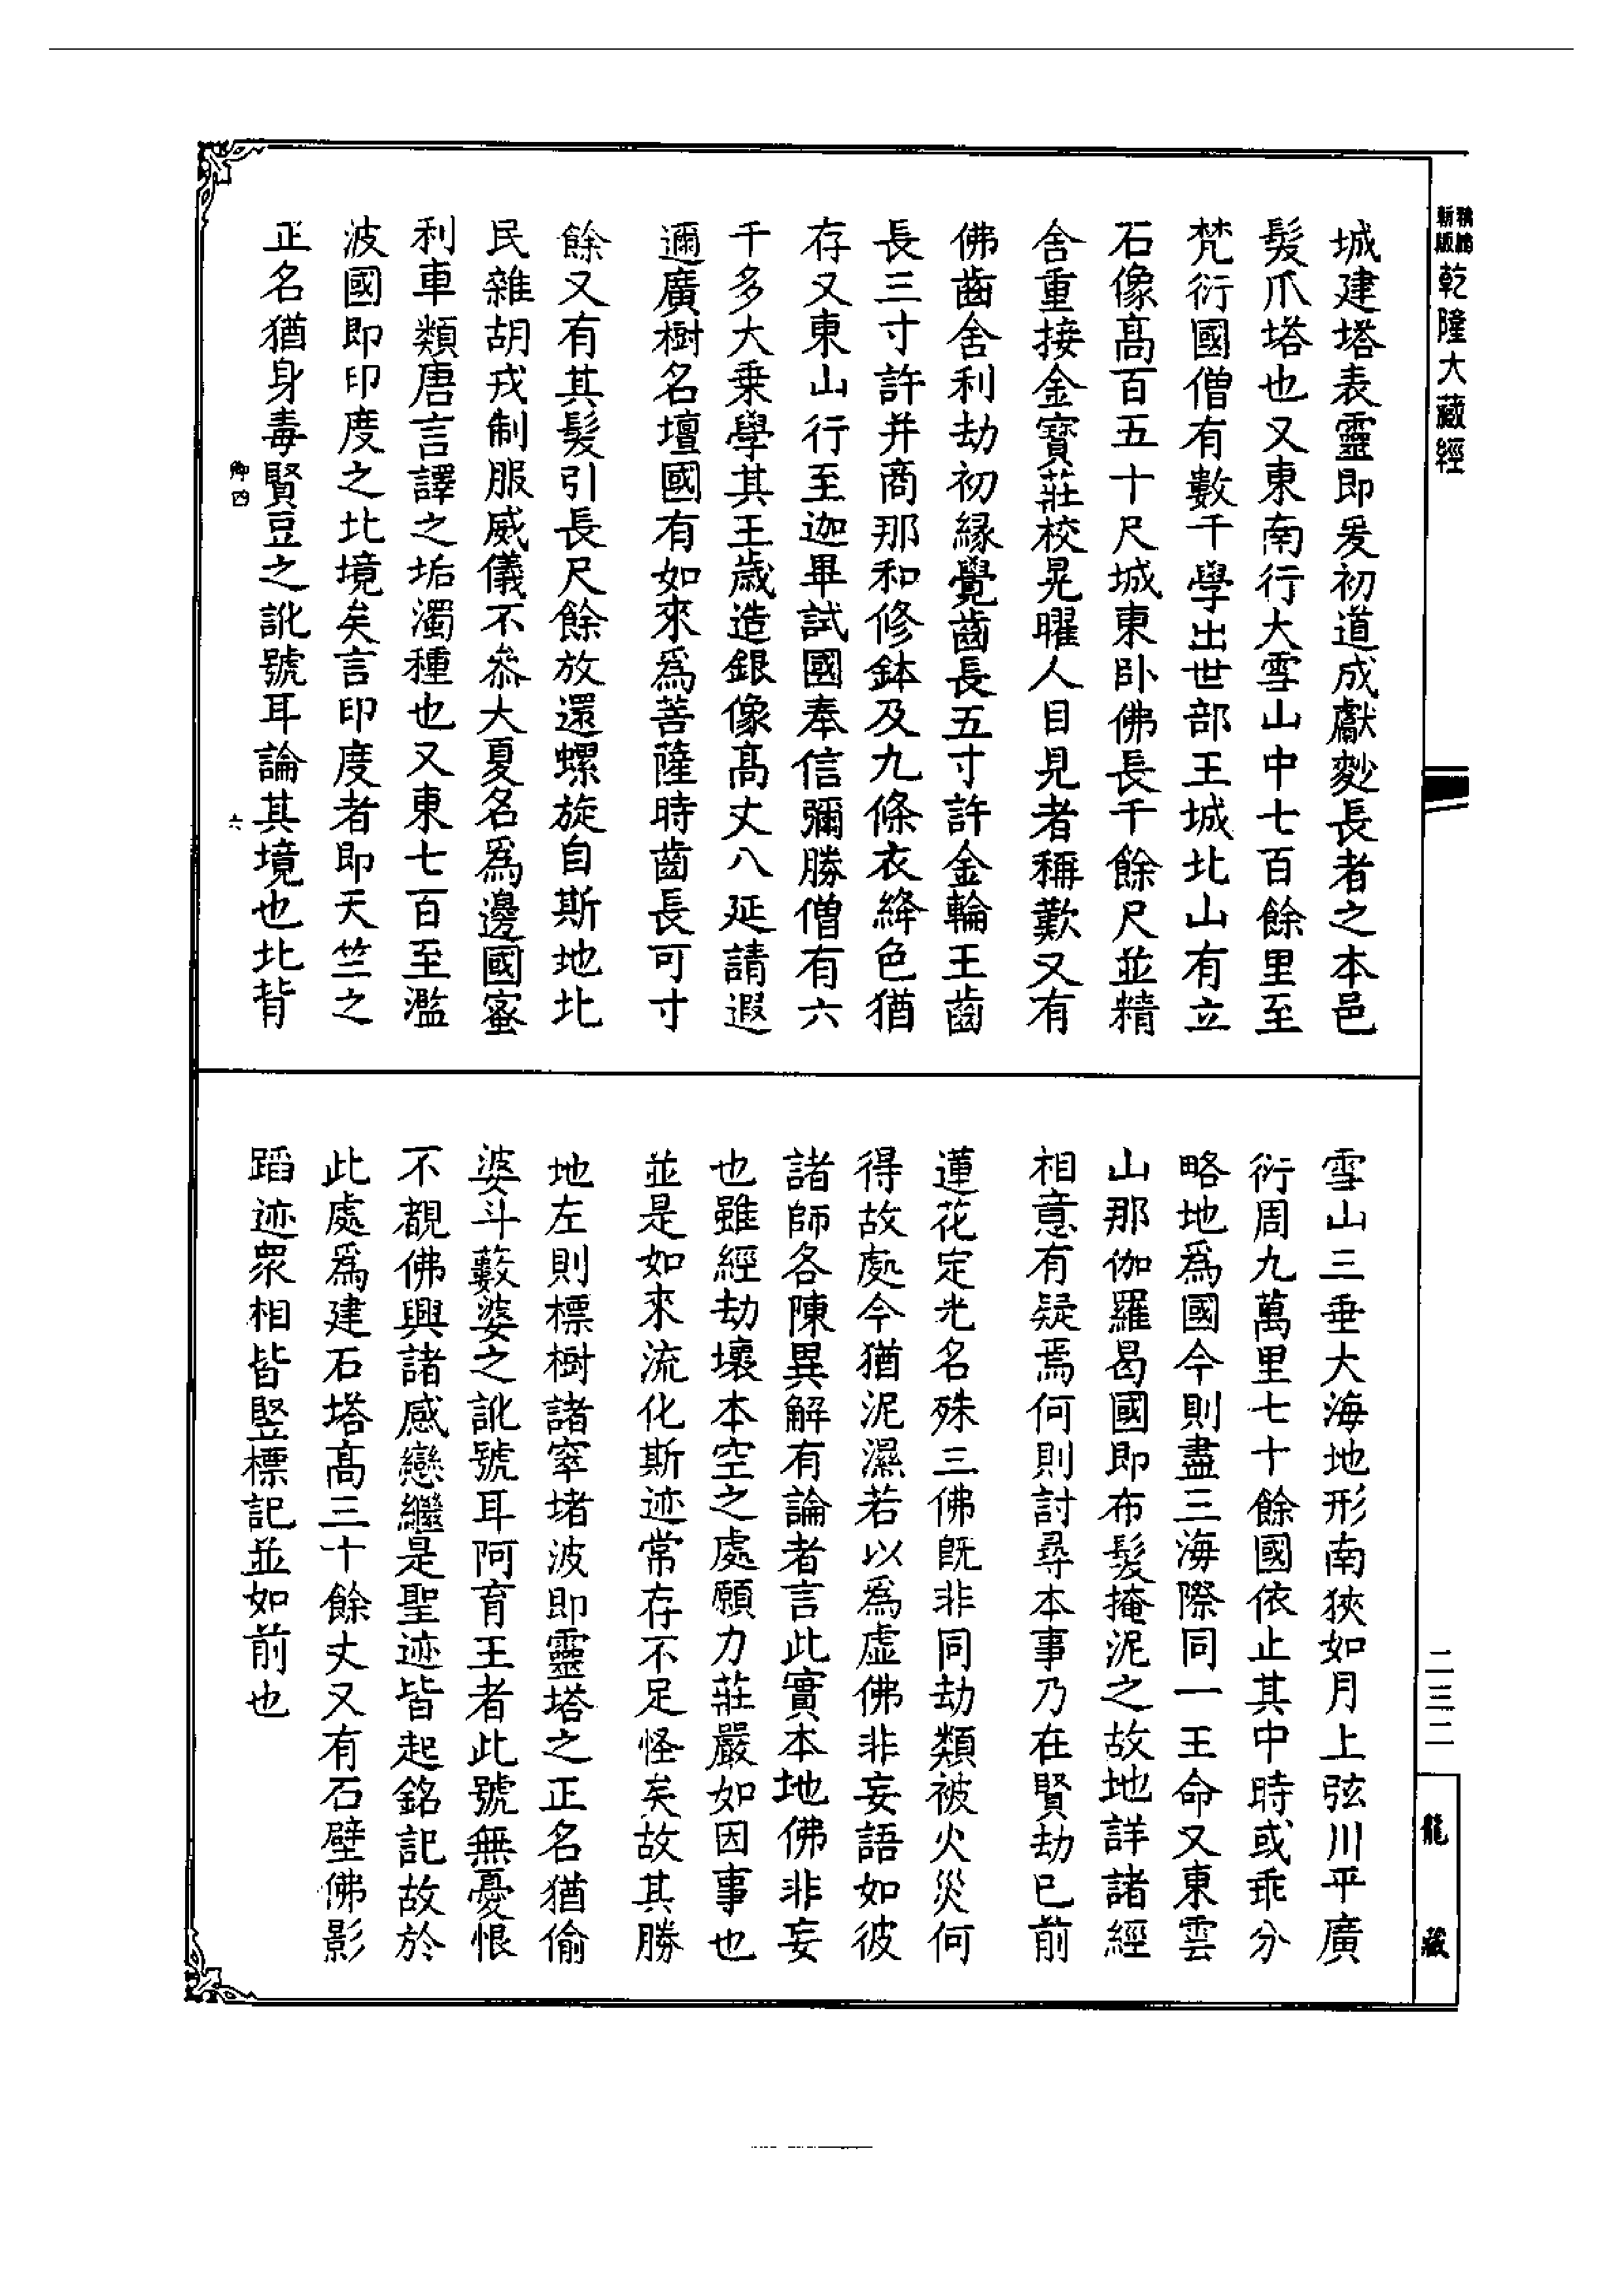 新版
乾隆大藏經
城建塔表靈即爰初道成獻麨長者之本邑
髮爪塔也又東南行大雪山中七百餘里至
梵衍國僧有數千學出世部王城北山有立
石像高百五十尺城東臥佛長千餘尺並精
舍重接金寶莊校晃曜人目見者稱歎又有
佛齒舍利劫初緣覺齒長五寸許金輪王齒
長三寸許并商那和修鉢及九條衣絳色猶
存又東山行至迦畢試國奉信彌勝僧有六
千多大乗學其王歲造銀像高丈八延請遐
邇廣樹名壇國有如來爲菩薩時齒長可寸
餘又有其髮引長尺餘放還螺旋自斯地北
民雜胡戎制服威儀不叅大夏名爲邊國蜜
利車類唐言譯之垢濁種也又東七百至濫
波國即印度之北境矣言印度者即天竺之
正名猶身毒賢豆之訛號耳論其境也北背
卿四
六
雪山三垂大海地形南狹如月上弦川平廣
衍周九萬里七十餘國依止其中時或乖分
略地爲國今則盡三海際同一王命又東雲
山那伽羅曷國即布髮掩泥之故地詳諸經
相意有疑焉何則討尋本事乃在賢劫已前
蓮花定光名殊三佛旣非同劫類被火災何
得故處今猶泥濕若以爲虛佛非妄語如彼
諸師各陳異解有論者言此實本地佛非妄
也雖經劫壞本空之處願力莊嚴如因事也
並是如來流化斯迹常存不足怪矣故其勝
地左則標樹諸窣堵波即靈塔之正名猶偷
婆斗藪婆之訛號耳阿育王者此號無憂恨
不覩佛興諸感戀繼是聖迹皆起銘記故於
此處爲建石塔高三十餘丈又有石壁佛影
蹈迹眾相皆竪標記並如前也
二三二
龍藏